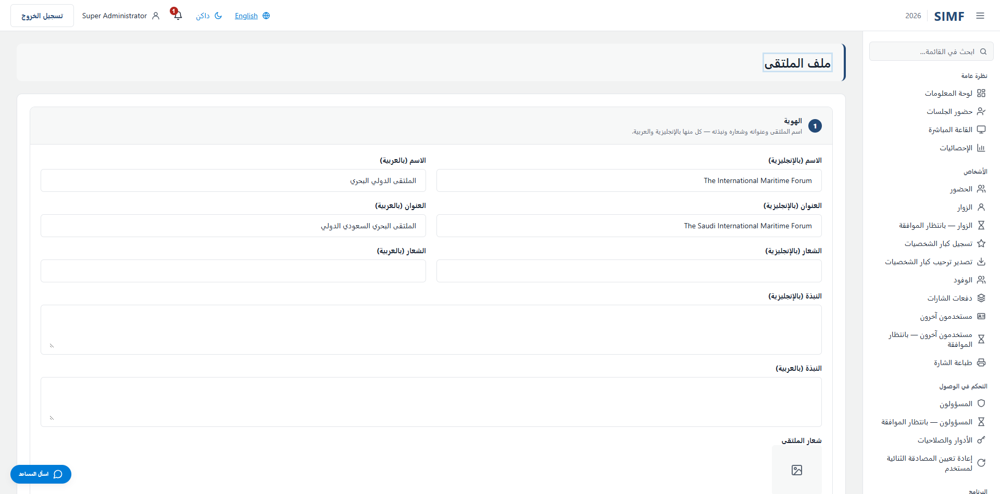 SIMF
2026
English
داكن
1
Super Administrator
تسجيل الخروج
ابحث في القائمة...
نظرة عامة
لوحة المعلومات
حضور الجلسات
القاعة المباشرة
الإحصائيات
الأشخاص
الحضور
الزوار
الزوار — بانتظار الموافقة
تسجيل كبار الشخصيات
تصدير ترحيب كبار الشخصيات
الوفود
دفعات الشارات
مستخدمون آخرون
مستخدمون آخرون — بانتظار
الموافقة
طباعة الشارة
التحكم في الوصول
المسؤولون
المسؤولون — بانتظار الموافقة
الأدوار والصلاحيات
إعادة تعيين المصادقة الثنائية
لمستخدم
البرنامج
ملف الملتقى
1
الهوية
اسم الملتقى وعنوانه وشعاره ونبذته — كل منها بالإنجليزية والعربية.
الاسم (بالإنجليزية)
الاسم (بالعربية)
The International Maritime Forum
الملتقى الدولي البحري
العنوان (بالإنجليزية)
العنوان (بالعربية)
The Saudi International Maritime Forum
الملتقى البحري السعودي الدولي
الشعار (بالإنجليزية)
الشعار (بالعربية)
النبذة (بالإنجليزية)
النبذة (بالعربية)
شعار الملتقى
اسأل المساعد